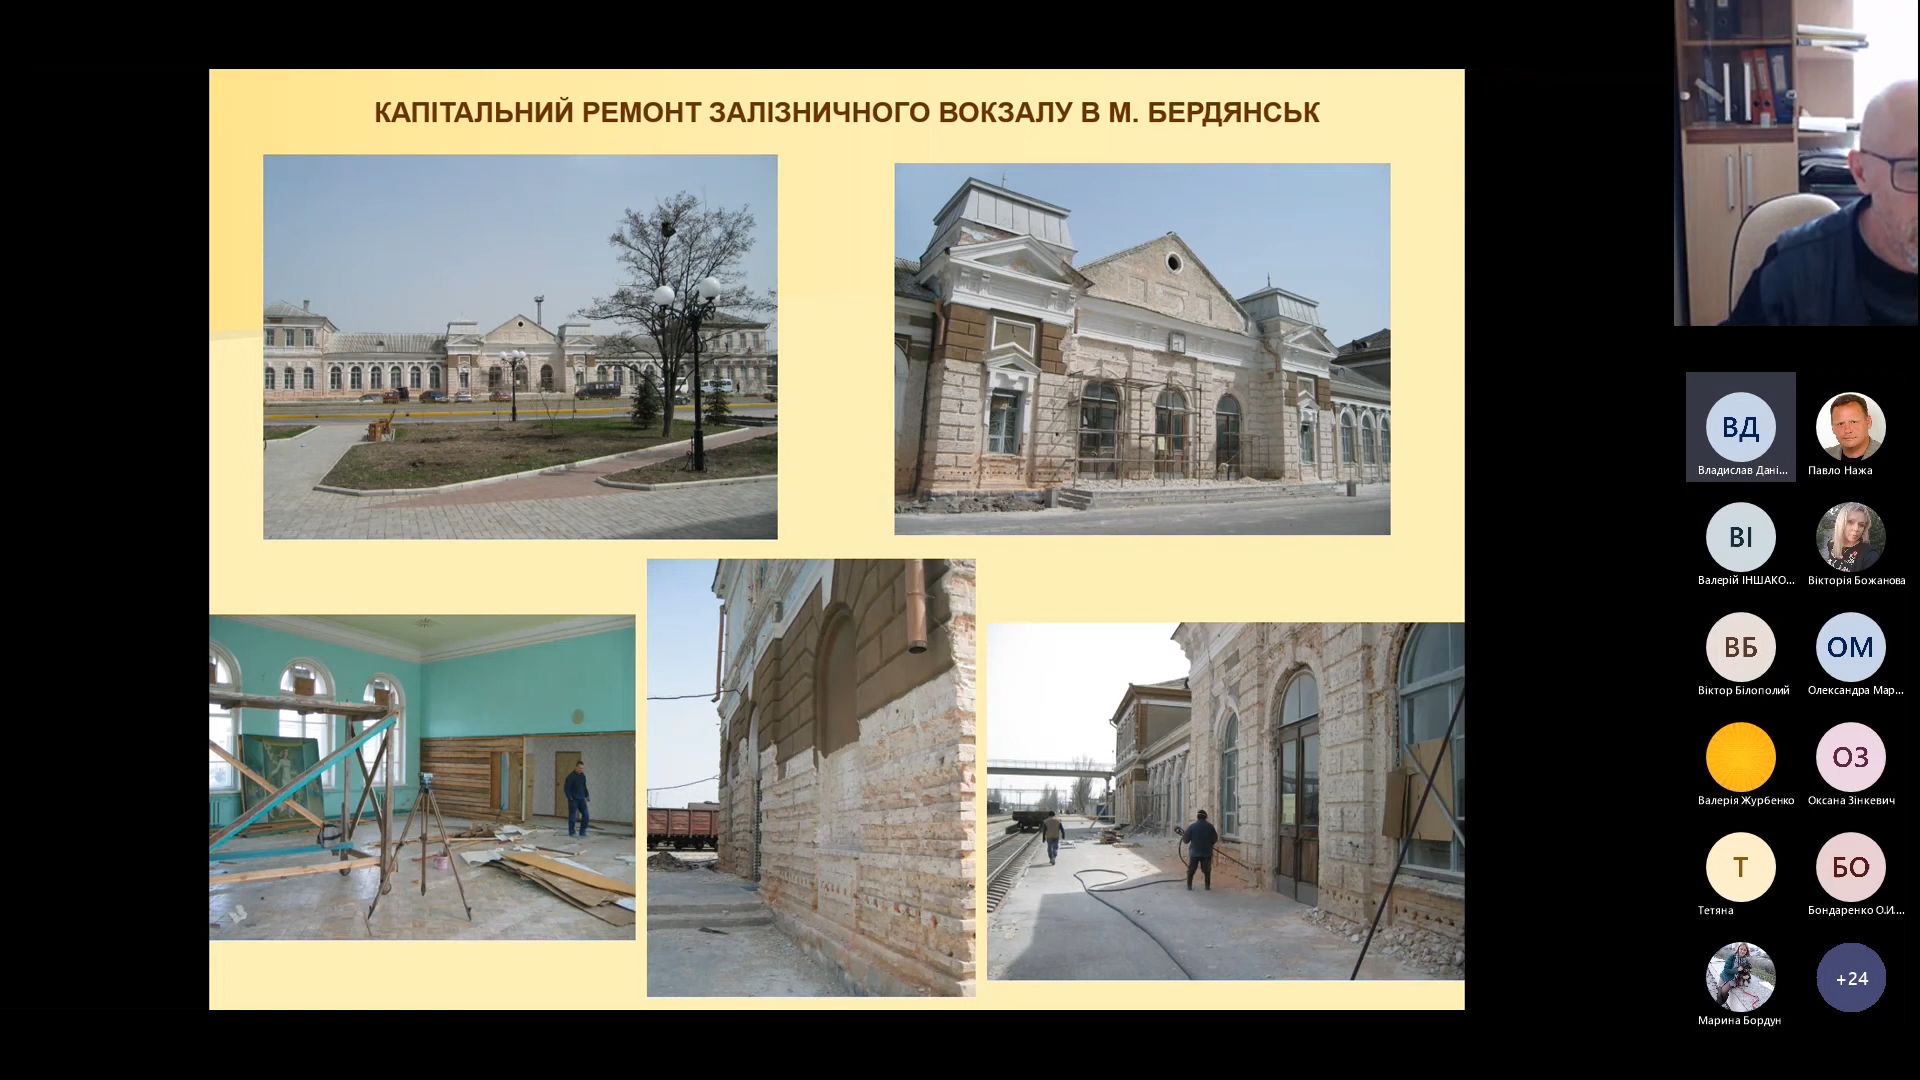 КАПІТАЛЬНИЙ РЕМОНТ ЗАЛІЗНИЧНОГО ВОКЗАЛУ В М. БЕРДЯНСЬК
ВД
Владислав Дані...
Павло Нажа
ВІ
Валерій ІНШАКО...
Вікторія Божанова
ВБ
Віктор Білополий
ОМ
Олександра Мар...
Валерія Журбенко
ОЗ
Оксана Зінкевич
Т
Тетяна
БО
Бондаренко О.И....
Марина Бордун
+24